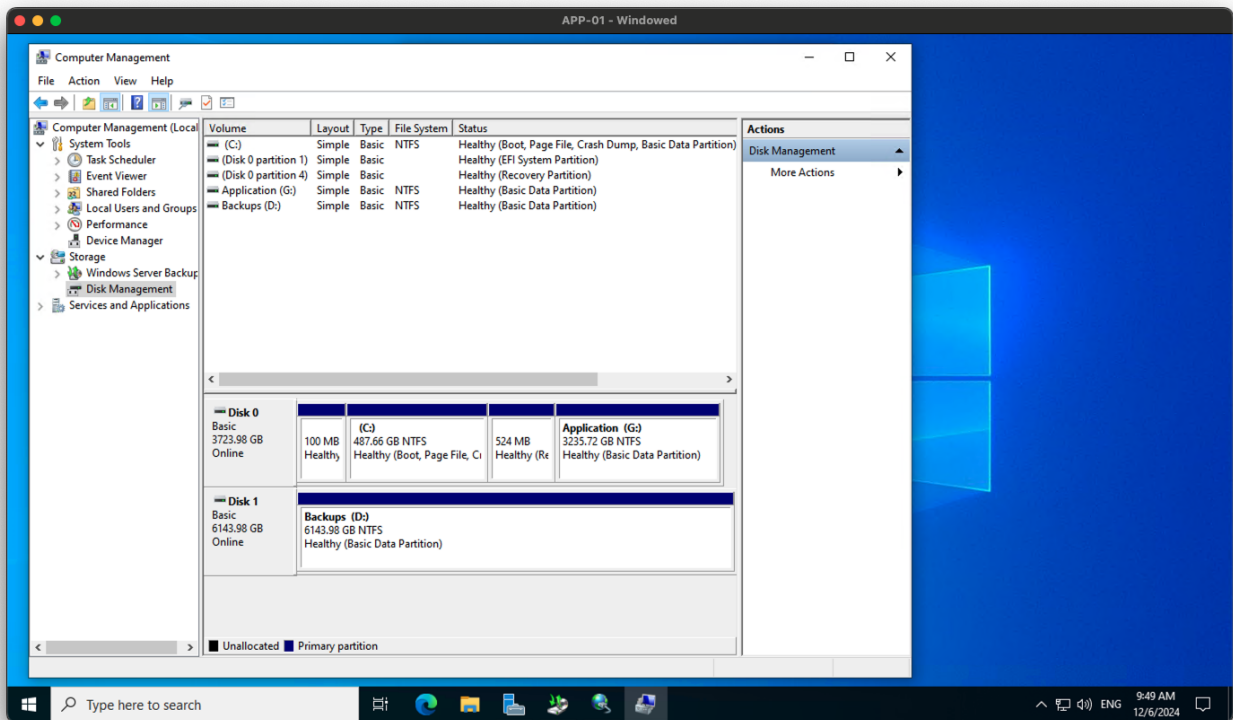 APP-01 - Windowed
Computer Management
File Action View Help
Computer Management (Local
System Tools
Task Scheduler
Event Viewer
Shared Folders
Local Users and Groups
Performance
Device Manager
Storage
Windows Server Backup
Disk Management
Services and Applications
Volume Layout Type File System Status
(C:) Simple Basic NTFS Healthy (Boot, Page File, Crash Dump, Basic Data Partition)
(Disk 0 partition 1) Simple Basic Healthy (EFI System Partition)
(Disk 0 partition 4) Simple Basic Healthy (Recovery Partition)
Application (G:) Simple Basic NTFS Healthy (Basic Data Partition)
Backups (D:) Simple Basic NTFS Healthy (Basic Data Partition)
Actions
Disk Management
More Actions
Disk 0
Basic
3723.98 GB
Online
100 MB
Healthy
(C:)
487.66 GB NTFS
Healthy (Boot, Page File, Cr
524 MB
Healthy (Re
Application (G:)
3235.72 GB NTFS
Healthy (Basic Data Partition)
Disk 1
Basic
6143.98 GB
Online
Backups (D:)
6143.98 GB NTFS
Healthy (Basic Data Partition)
Unallocated Primary partition
Type here to search
ENG
9:49 AM
12/6/2024